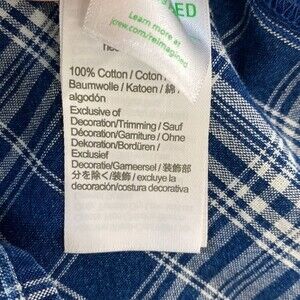 NED
Learn more at
jcrew.com/reimagined
100% Cotton / Coton /
Baumwolle / Katoen / 綿 /
algodón
Exclusive of
Decoration/Trimming / Sauf
Décoration/Garniture / Ohne
Dekoration/Bordüren /
Exclusief
Decoratie/Garneersel / 装飾部
分を除く/装飾 / excluye la
decoración/costura decorativa